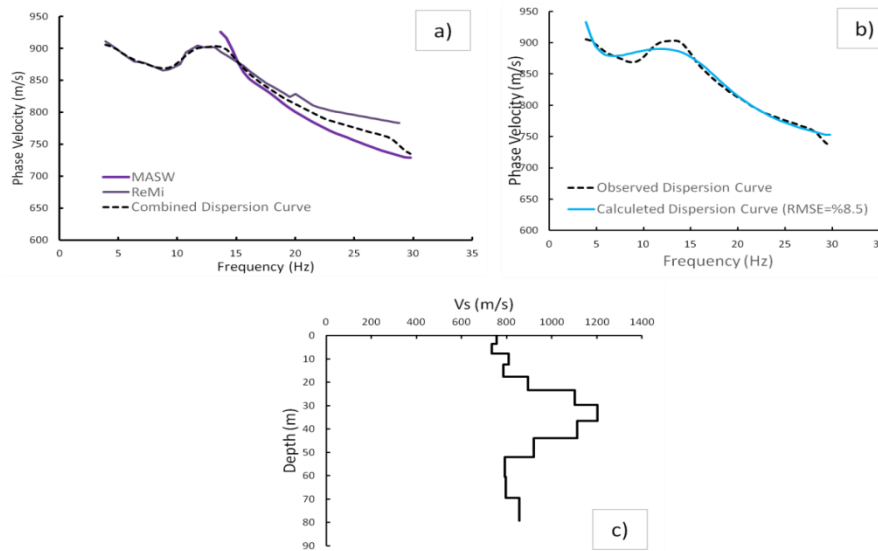 a)
950
900
850
800
750
700
650
600
Phase Velocity (m/s)
MASW
ReMi
Combined Dispersion Curve
0 5 10 15 20 25 30 35
Frequency (Hz)
b)
950
900
850
800
750
700
650
600
Phase Velocity (m/s)
Observed Dispersion Curve
Calculeted Dispersion Curve (RMSE=%8.5)
0 5 10 15 20 25 30 35
Frequency (Hz)
Vs (m/s)
0 200 400 600 800 1000 1200 1400
0
10
20
30
40
50
60
70
80
90
Depth (m)
c)